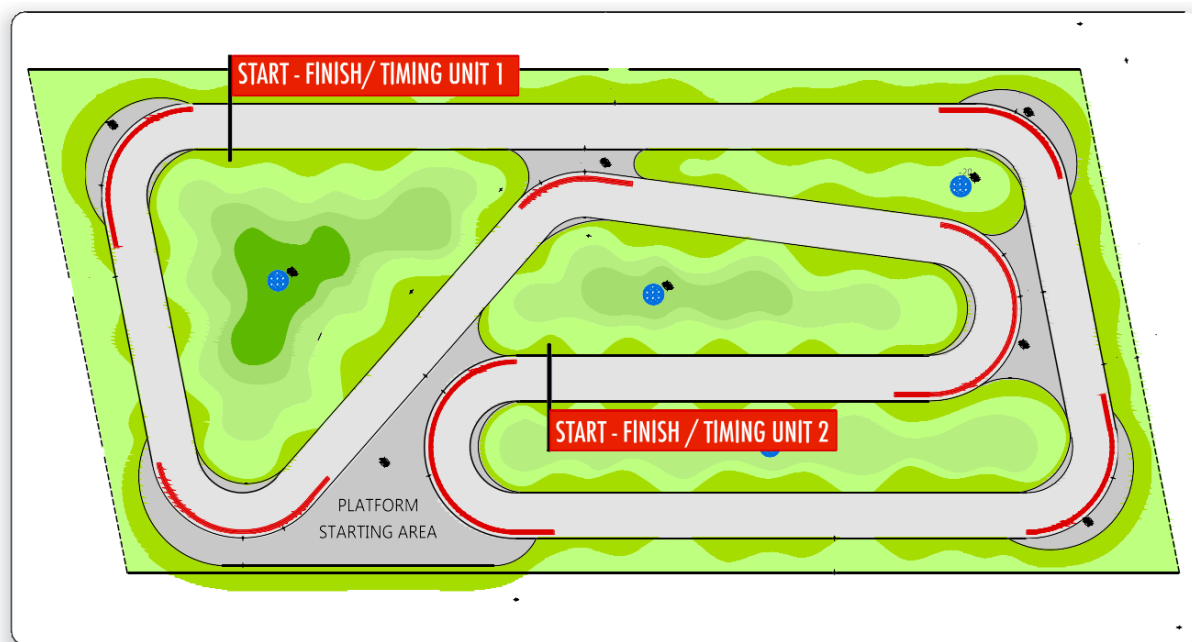 START - FINISH/ TIMING UNIT 1
START - FINISH / TIMING UNIT 2
PLATFORM
STARTING AREA